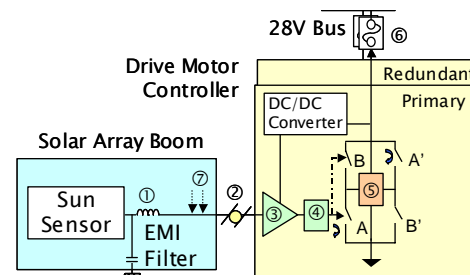 28V Bus
⑥
Drive Motor
Controller
Redundant
Primary
DC/DC
Converter
Solar Array Boom
Sun
Sensor
①
⑦
②
EMI
Filter
③
④
⑤
B
A'
A
B'